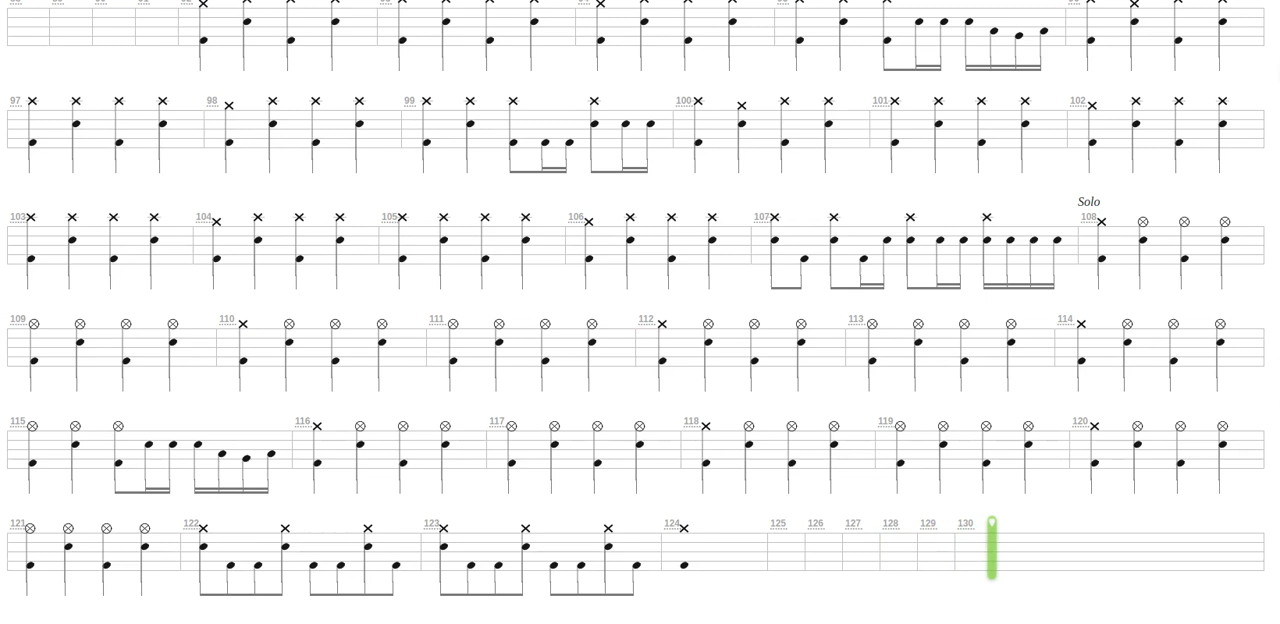 97 98 99 100 101 102
Solo
103 104 105 106 107 108
109 110 111 112 113 114
115 116 117 118 119 120
121 122 123 124 125 126 127 128 129 130